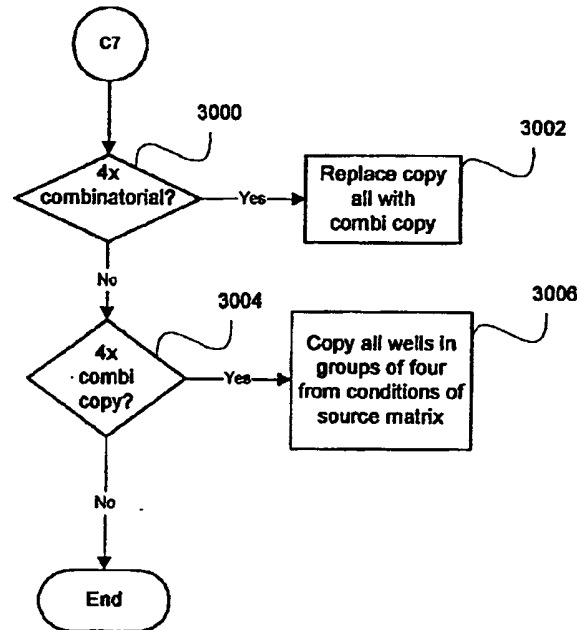 C7
3000
4x
combinatorial?
Yes
3002
Replace copy
all with
combi copy
No
3004
4x
combi
copy?
Yes
3006
Copy all wells in
groups of four
from conditions of
source matrix
No
End